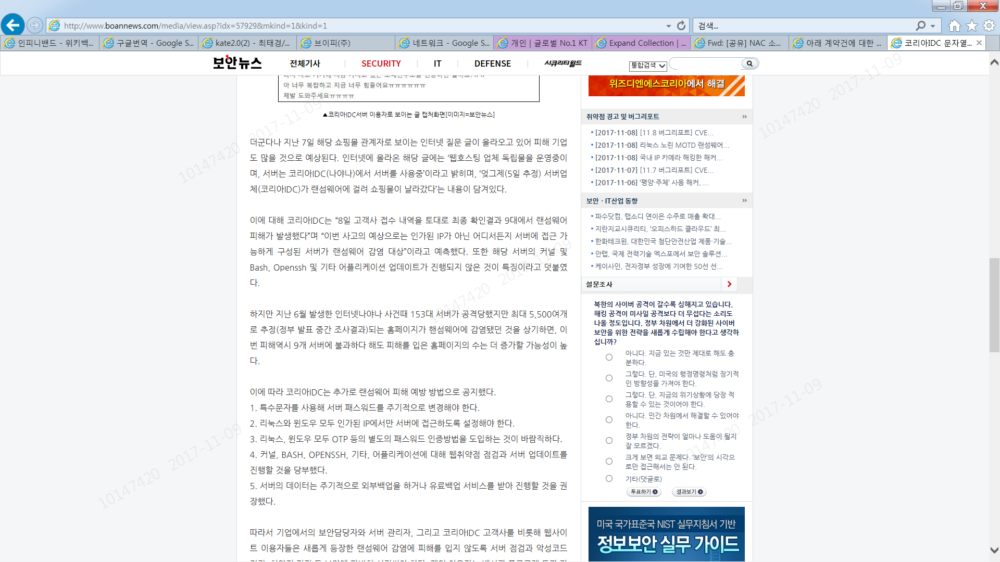 http://www.boannews.com/media/view.asp?idx=57929&mkind=1&kind=1
검색...
인피니밴드 - 위키백...
구글번역 - Google S...
kate2.0(2) - 최태경/...
브이피(주)
네트워크 - Google S...
개인 | 글로벌 No.1 KT
Expand Collection | ...
Fwd: [공유] NAC 소...
아래 계약건에 대한 ...
코리아IDC 문자열...
보안뉴스
전체기사
SECURITY
IT
DEFENSE
시큐리티월드
통합검색
아 너무 복잡하고 지금 너무 힘들어요ㅠㅠㅠㅠㅠㅠ
제발 도와주세요ㅠㅠㅠㅠ
▲코리아IDC서버 이용자로 보이는 글 캡처화면[이미지=보안뉴스]
더군다나 지난 7일 해당 쇼핑몰 관계자로 보이는 인터넷 질문 글이 올라오고 있어 피해 기업
도 많을 것으로 예상된다. 인터넷에 올라온 해당 글에는 ‘웹호스팅 업체 독립몰을 운영중이
며, 서버는 코리아IDC(나야나)에서 서버를 사용중’이라고 밝히며, ‘엊그제(5일 추정) 서버업
체(코리아IDC)가 랜섬웨어에 걸려 쇼핑몰이 날라갔다’는 내용이 담겨있다.
이에 대해 코리아IDC는 “8일 고객사 접수 내역을 토대로 최종 확인결과 9대에서 랜섬웨어
피해가 발생했다”며 “이번 사고의 예상으로는 인가된 IP가 아닌 어디서든지 서버에 접근 가
능하게 구성된 서버가 랜섬웨어 감염 대상”이라고 예측했다. 또한 해당 서버의 커널 및
Bash, Openssh 및 기타 어플리케이션 업데이트가 진행되지 않은 것이 특징이라고 덧붙였
다.
하지만 지난 6월 발생한 인터넷나야나 사건때 153대 서버가 공격당했지만 최대 5,500여개
로 추정(정부 발표 중간 조사결과)되는 홈페이지가 핸섬웨어에 감염됐던 것을 상기하면, 이
번 피해역시 9개 서버에 불과하다 해도 피해를 입은 홈페이지의 수는 더 증가할 가능성이 높
다.
이에 따라 코리아IDC는 추가로 랜섬웨어 피해 예방 방법으로 공지했다.
1. 특수문자를 사용해 서버 패스워드를 주기적으로 변경해야 한다.
2. 리눅스와 윈도우 모두 인가된 IP에서만 서버에 접근하도록 설정해야 한다.
3. 리눅스, 윈도우 모두 OTP 등의 별도의 패스워드 인증방법을 도입하는 것이 바람직하다.
4. 커널, BASH, OPENSSH, 기타, 어플리케이션에 대해 웹취약점 점검과 서버 업데이트를
진행할 것을 당부했다.
5. 서버의 데이터는 주기적으로 외부백업을 하거나 유료백업 서비스를 받아 진행할 것을 권
장했다.
따라서 기업에서의 보안담당자와 서버 관리자, 그리고 코리아IDC 고객사를 비롯해 웹사이
트 이용자들은 새롭게 등장한 랜섬웨어 감염에 피해를 입지 않도록 서버 점검과 악성코드
위즈디엔에스코리아에서 해결
취약점 경고 및 버그리포트 ››
• [2017-11-08] [11.8 버그리포트] CVE...
• [2017-11-08] 리눅스 노린 MOTD 랜섬웨어...
• [2017-11-08] 국내 IP 카메라 해킹한 해커...
• [2017-11-07] [11.7 버그리포트] CVE...
• [2017-11-06] ‘평양·주체’ 사용 해커, ...
보안ㆍIT산업 동향 ››
• 파수닷컴, 랩소디 연이은 수주로 매출 확대...
• 지란지교시큐리티, ‘오피스하드 클라우드’ 최...
• 한화테크윈, 대한민국 첨단안전산업 제품·기술...
• 안랩, 국제 전력기술 엑스포에서 보안 솔루션...
• 케이사인, 전자정부 성장에 기여한 50선 선...
설문조사
북한의 사이버 공격이 갈수록 심해지고 있습니다.
해킹 공격이 미사일 공격보다 더 무섭다는 소리도
나올 정도입니다. 정부 차원에서 더 강화된 사이버
보안을 위한 전략을 새롭게 수립해야 한다고 생각하
십니까?
아니다. 지금 있는 것만 제대로 해도 충
분하다.
그렇다. 단, 미국의 행정명령처럼 장기적
인 방향성을 가져야 한다.
그렇다. 단, 지금의 위기상황에 당장 적
용할 수 있는 것이어야 한다.
아니다. 민간 차원에서 해결할 수 있어야
한다.
정부 차원의 전략이 얼마나 도움이 될지
잘 모르겠다.
크게 보면 외교 문제다. ‘보안’의 시각으
로만 접근해서는 안 된다.
기타(댓글로)
투표하기
결과보기
미국 국가표준국 NIST 실무지침서 기반
정보보안 실무 가이드
10147420 2017-11-09
10147420 2017-11-09
10147420 2017-11-09
10147420 2017-11-09
10147420 2017-11-09